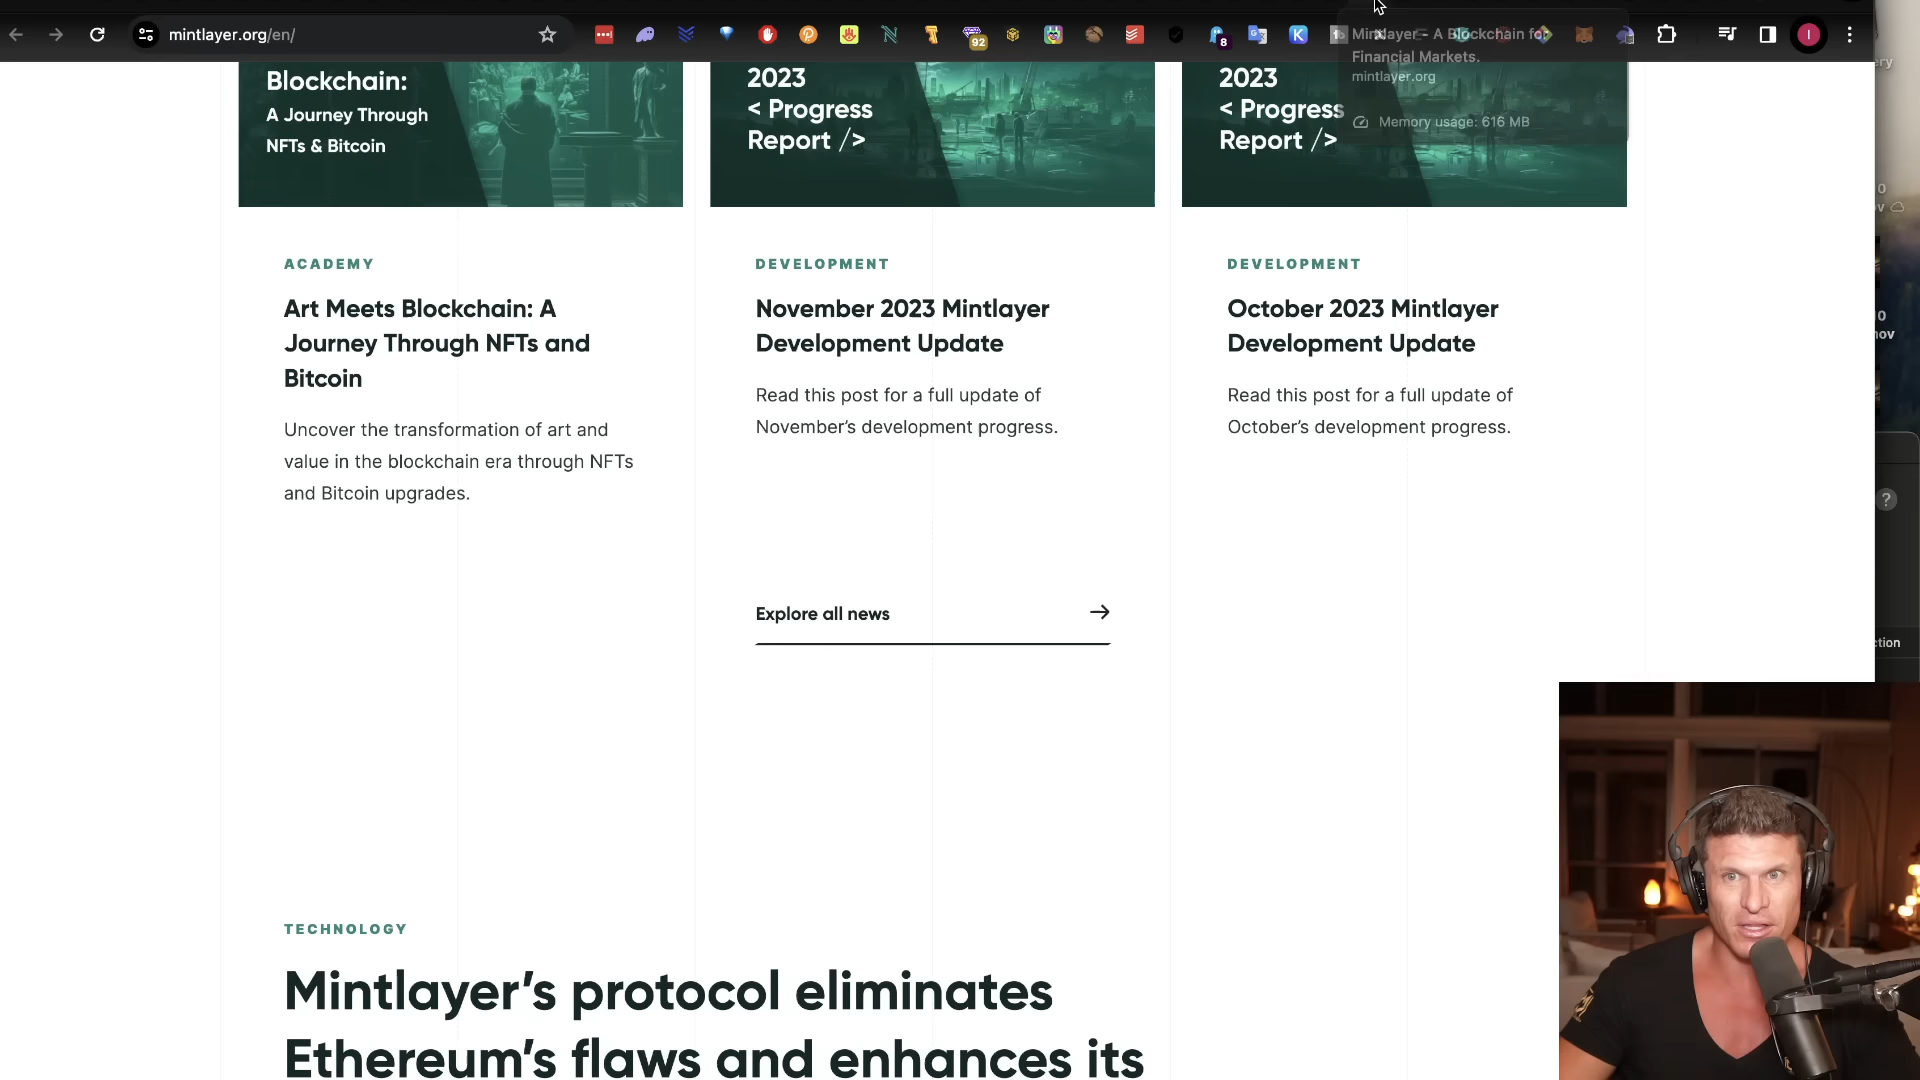 mintlayer.org/en/
92
8
I
Mintlayer - A Blockchain for
Financial Markets.
mintlayer.org
Memory usage: 616 MB
Blockchain:
A Journey Through
NFTs & Bitcoin
2023
< Progress
Report />
2023
< Progress
Report />
ACADEMY
Art Meets Blockchain: A
Journey Through NFTs and
Bitcoin
Uncover the transformation of art and
value in the blockchain era through NFTs
and Bitcoin upgrades.
DEVELOPMENT
November 2023 Mintlayer
Development Update
Read this post for a full update of
November’s development progress.
DEVELOPMENT
October 2023 Mintlayer
Development Update
Read this post for a full update of
October’s development progress.
Explore all news
TECHNOLOGY
Mintlayer’s protocol eliminates
Ethereum’s flaws and enhances its